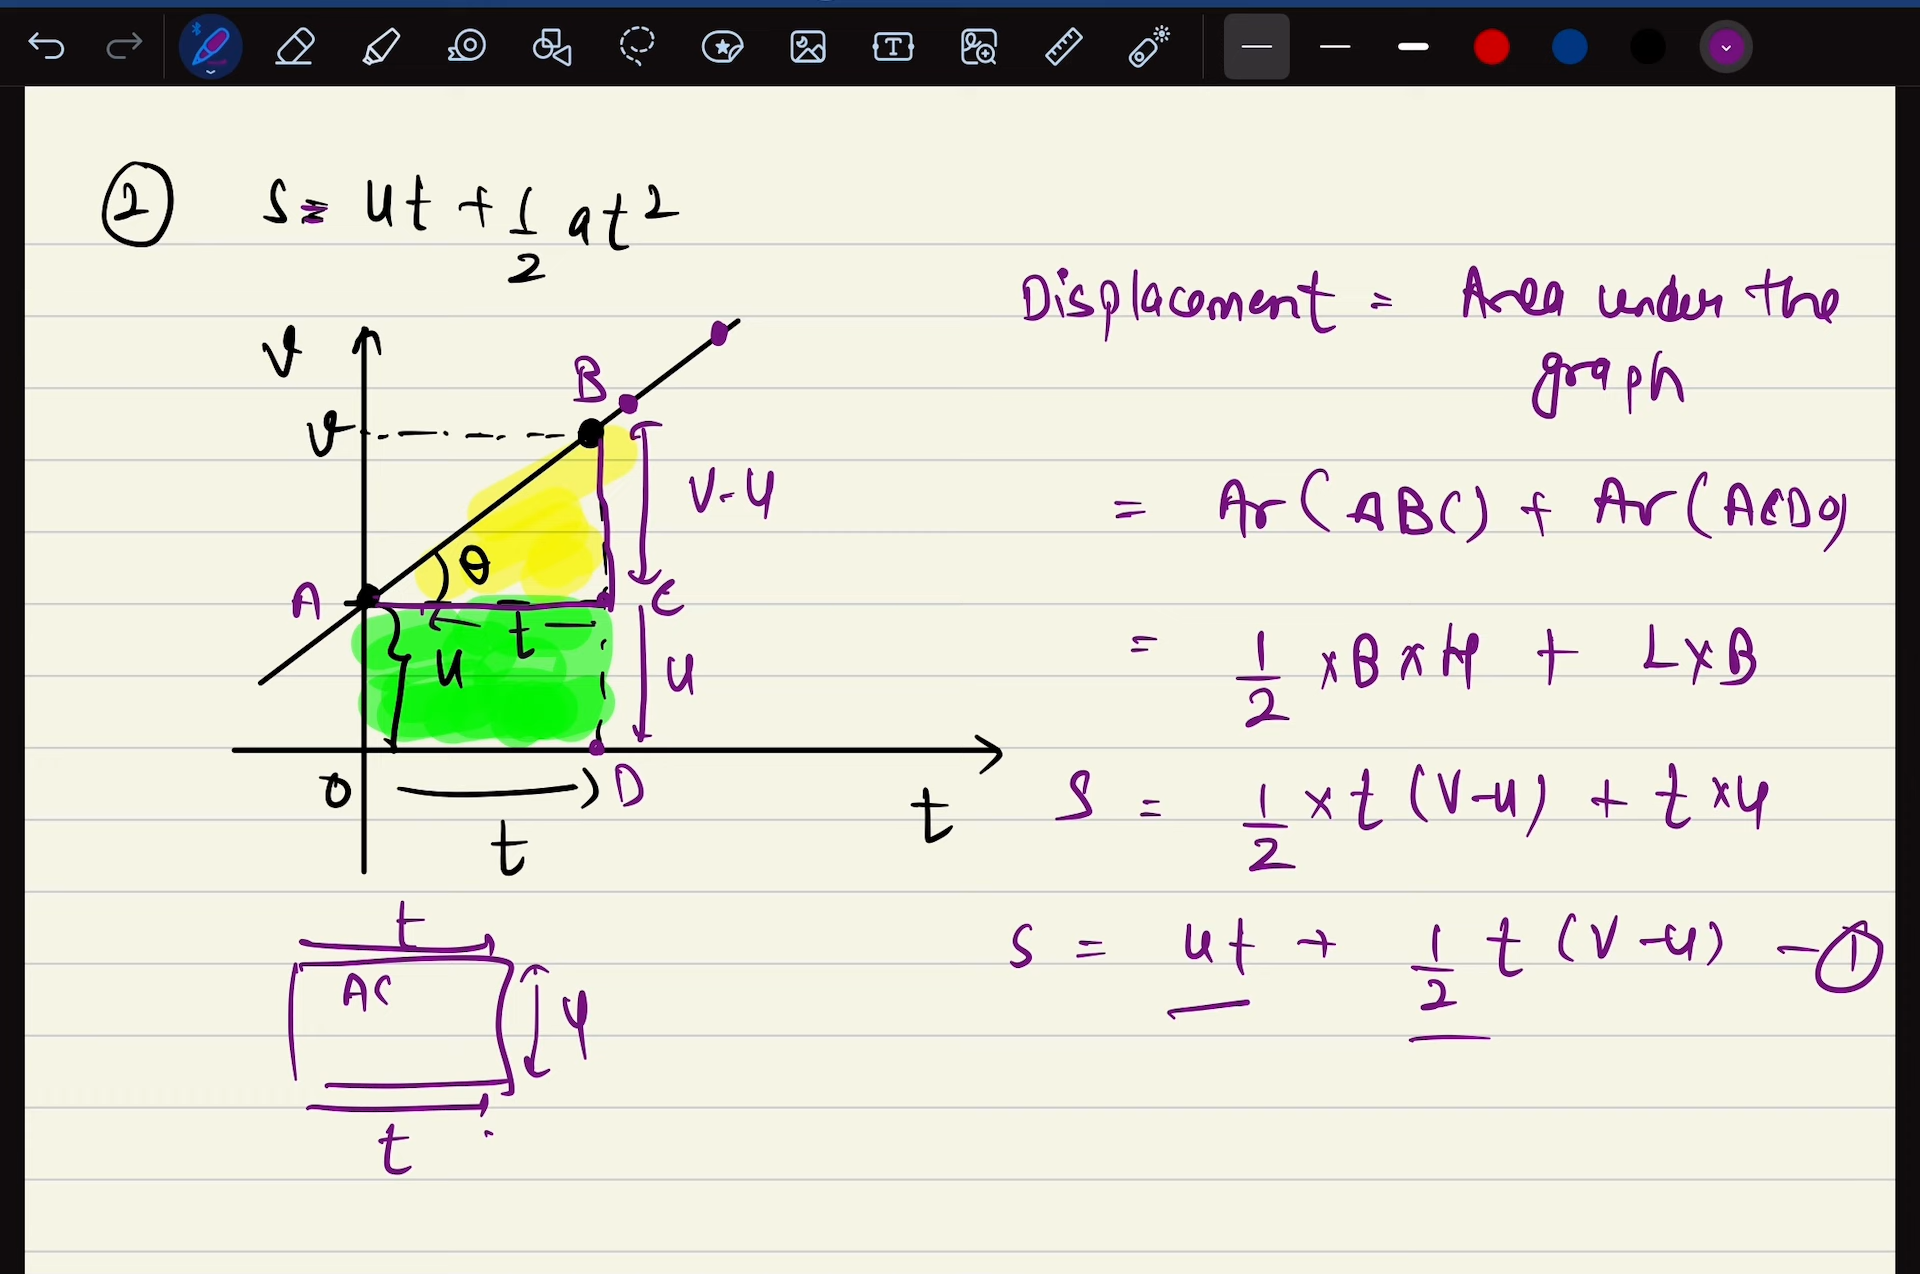 ② S = ut + 1/2 at²
Displacement = Area under the
graph
v
B
v
v-u
= Ar(ABC) + Ar(ACDO)
θ
A
C
t
u
u
= 1/2 × B × H + L × B
O
D
t
t
S = 1/2 × t (v-u) + t × u
S = ut + 1/2 t (v-u) - ①
t
AC
u
t